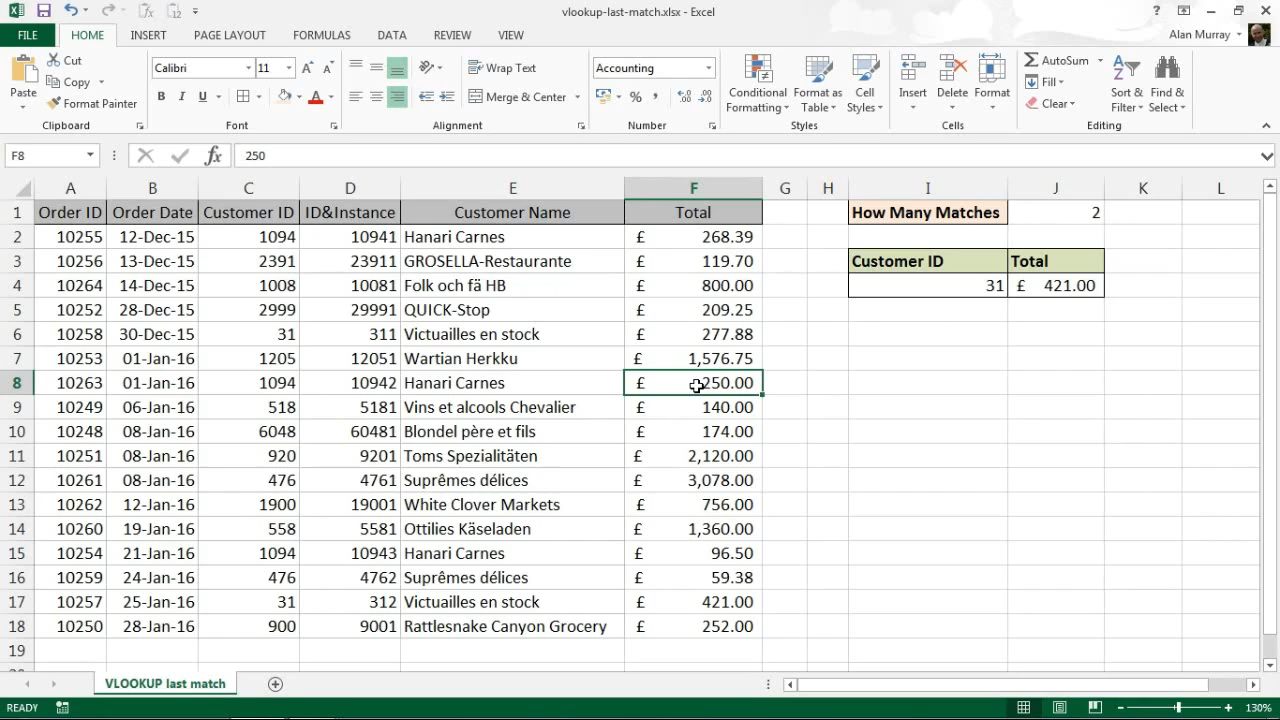 vlookup-last-match.xlsx - Excel
FILE HOME INSERT PAGE LAYOUT FORMULAS DATA REVIEW VIEW Alan Murray
Paste Cut Copy Format Painter
Calibri 11
B I U
Wrap Text
Merge & Center
Accounting
%
Conditional Formatting
Format as Table
Cell Styles
Insert Delete Format
AutoSum
Fill
Clear
Sort & Filter
Find & Select
Clipboard Font Alignment Number Styles Cells Editing
F8 fx 250
A B C D E F G H I J K L
1 Order ID Order Date Customer ID ID&Instance Customer Name Total How Many Matches 2
2 10255 12-Dec-15 1094 10941 Hanari Carnes £ 268.39
3 10256 13-Dec-15 2391 23911 GROSELLA-Restaurante £ 119.70 Customer ID Total
4 10264 14-Dec-15 1008 10081 Folk och fä HB £ 800.00 31 £ 421.00
5 10252 28-Dec-15 2999 29991 QUICK-Stop £ 209.25
6 10258 30-Dec-15 31 311 Victuailles en stock £ 277.88
7 10253 01-Jan-16 1205 12051 Wartian Herkku £ 1,576.75
8 10263 01-Jan-16 1094 10942 Hanari Carnes £ 250.00
9 10249 06-Jan-16 518 5181 Vins et alcools Chevalier £ 140.00
10 10248 08-Jan-16 6048 60481 Blondel père et fils £ 174.00
11 10251 08-Jan-16 920 9201 Toms Spezialitäten £ 2,120.00
12 10261 08-Jan-16 476 4761 Suprêmes délices £ 3,078.00
13 10262 12-Jan-16 1900 19001 White Clover Markets £ 756.00
14 10260 19-Jan-16 558 5581 Ottilies Käseladen £ 1,360.00
15 10254 21-Jan-16 1094 10943 Hanari Carnes £ 96.50
16 10259 24-Jan-16 476 4762 Suprêmes délices £ 59.38
17 10257 25-Jan-16 31 312 Victuailles en stock £ 421.00
18 10250 28-Jan-16 900 9001 Rattlesnake Canyon Grocery £ 252.00
19
VLOOKUP last match
READY 130%